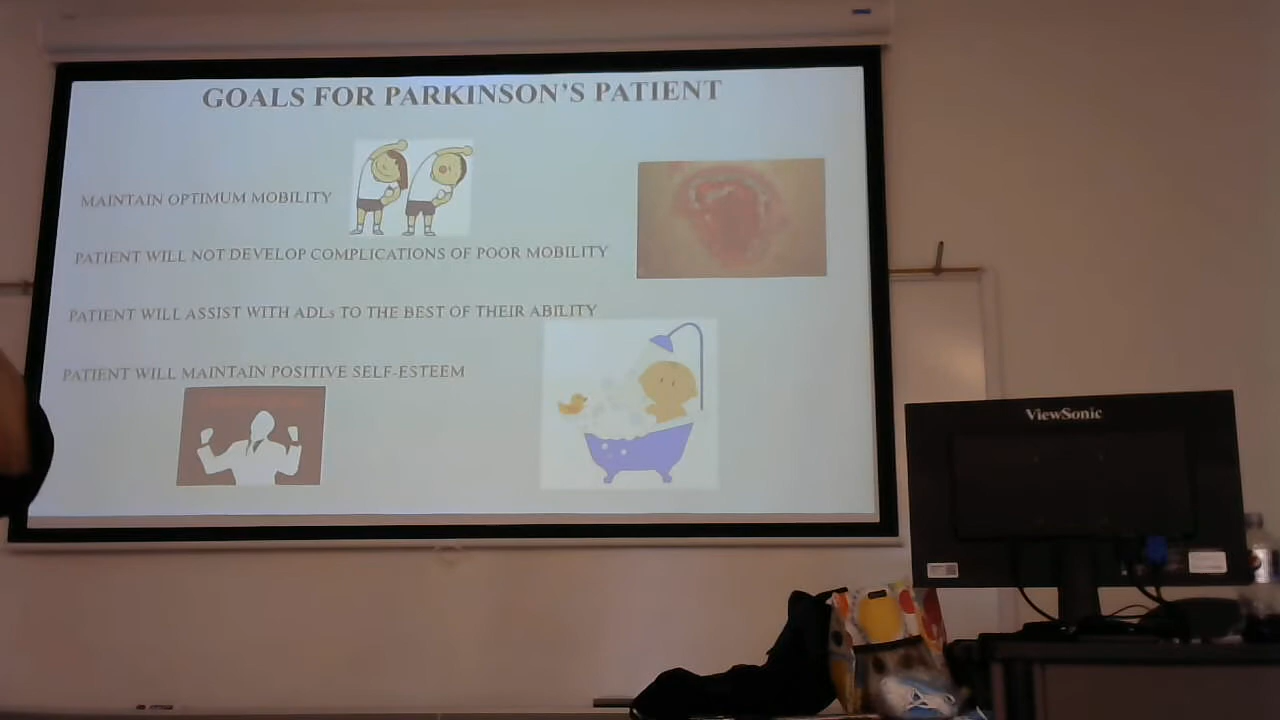 GOALS FOR PARKINSON'S PATIENT
MAINTAIN OPTIMUM MOBILITY
PATIENT WILL NOT DEVELOP COMPLICATIONS OF POOR MOBILITY
PATIENT WILL ASSIST WITH ADLs TO THE BEST OF THEIR ABILITY
PATIENT WILL MAINTAIN POSITIVE SELF-ESTEEM
ViewSonic